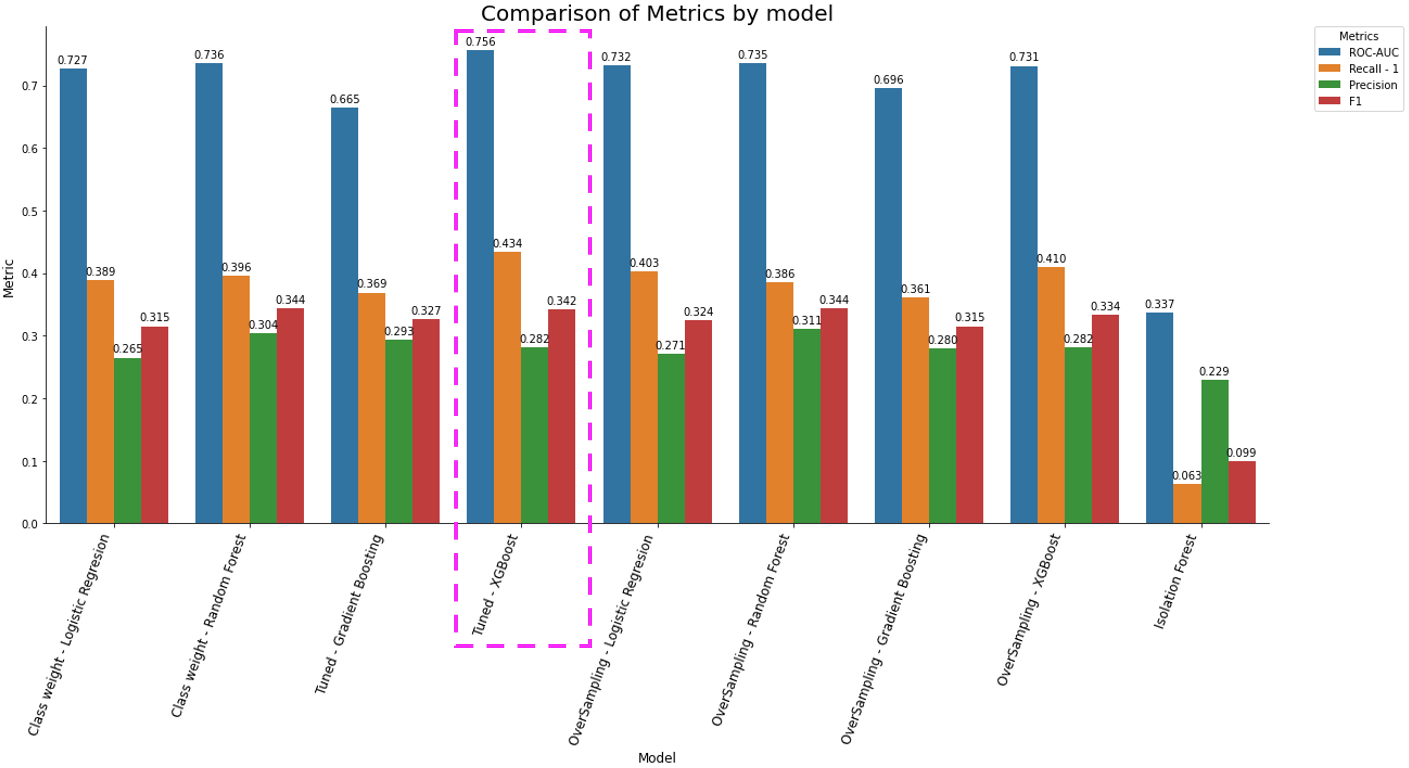 Comparison of Metrics by model
Metrics
ROC-AUC
Recall - 1
Precision
F1
Metric
0.7
0.6
0.5
0.4
0.3
0.2
0.1
0.0
0.727
0.389
0.265
0.315
0.736
0.396
0.304
0.344
0.665
0.369
0.293
0.327
0.756
0.434
0.282
0.342
0.732
0.403
0.271
0.324
0.735
0.386
0.311
0.344
0.696
0.361
0.280
0.315
0.731
0.410
0.282
0.334
0.337
0.063
0.229
0.099
Class weight - Logistic Regresion
Class weight - Random Forest
Tuned - Gradient Boosting
Tuned - XGBoost
OverSampling - Logistic Regresion
OverSampling - Random Forest
OverSampling - Gradient Boosting
OverSampling - XGBoost
Isolation Forest
Model